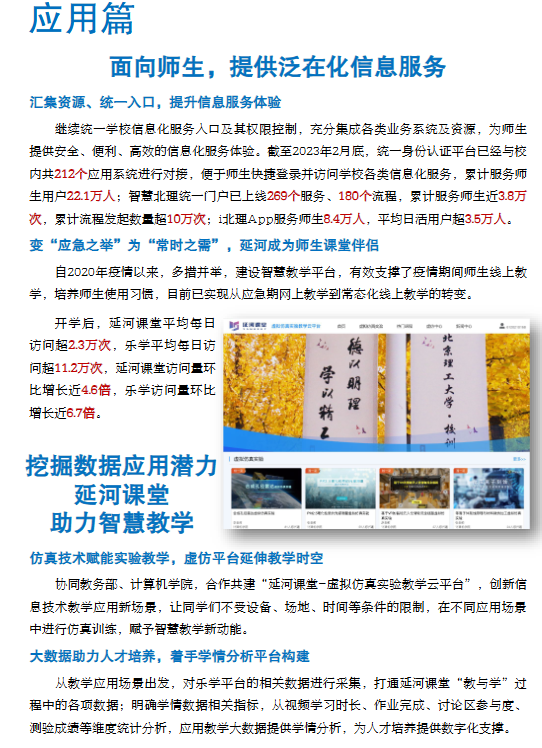 应用篇
面向师生，提供泛在化信息服务
汇集资源、统一入口，提升信息服务体验
继续统一学校信息化服务入口及其权限控制，充分集成各类业务系统及资源，为师生
提供安全、便利、高效的信息化服务体验。截至2023年2月底，统一身份认证平台已经与校
内共212个应用系统进行对接，便于师生快捷登录并访问学校各类信息化服务，累计服务师
生用户22.1万人；智慧北理统一门户已上线269个服务、180个流程，累计服务师生近3.8万
次，累计流程发起数量超10万次；i北理App服务师生8.4万人，平均日活用户超3.5万人。
变“应急之举”为“常时之需”，延河成为师生课堂伴侣
自2020年疫情以来，多措并举，建设智慧教学平台，有效支撑了疫情期间师生线上教
学，培养师生使用习惯，目前已实现从应急期网上教学到常态化线上教学的转变。
开学后，延河课堂平均每日
访问超2.3万次，乐学平均每日访
问超11.2万次，延河课堂访问量环
比增长近4.6倍，乐学访问量环比
增长近6.7倍。
延河课堂 虚拟仿真实验教学云平台
德以明理
学以精工
北京理工大学·校训
虚拟仿真实验
挖掘数据应用潜力
延河课堂
助力智慧教学
仿真技术赋能实验教学，虚仿平台延伸教学时空
协同教务部、计算机学院，合作共建“延河课堂-虚拟仿真实验教学云平台”，创新信
息技术教学应用新场景，让同学们不受设备、场地、时间等条件的限制，在不同应用场景
中进行仿真训练，赋予智慧教学新动能。
大数据助力人才培养，着手学情分析平台构建
从教学应用场景出发，对乐学平台的相关数据进行采集，打通延河课堂“教与学”过
程中的各项数据；明确学情数据相关指标，从视频学习时长、作业完成、讨论区参与度、
测验成绩等维度统计分析，应用教学大数据提供学情分析，为人才培养提供数字化支撑。